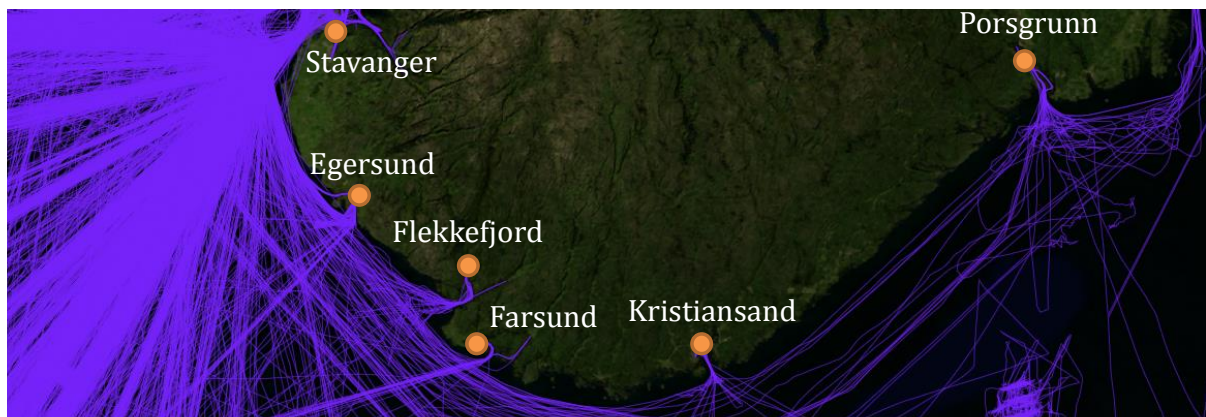 Porsgrunn
Stavanger
Egersund
Flekkefjord
Farsund
Kristiansand